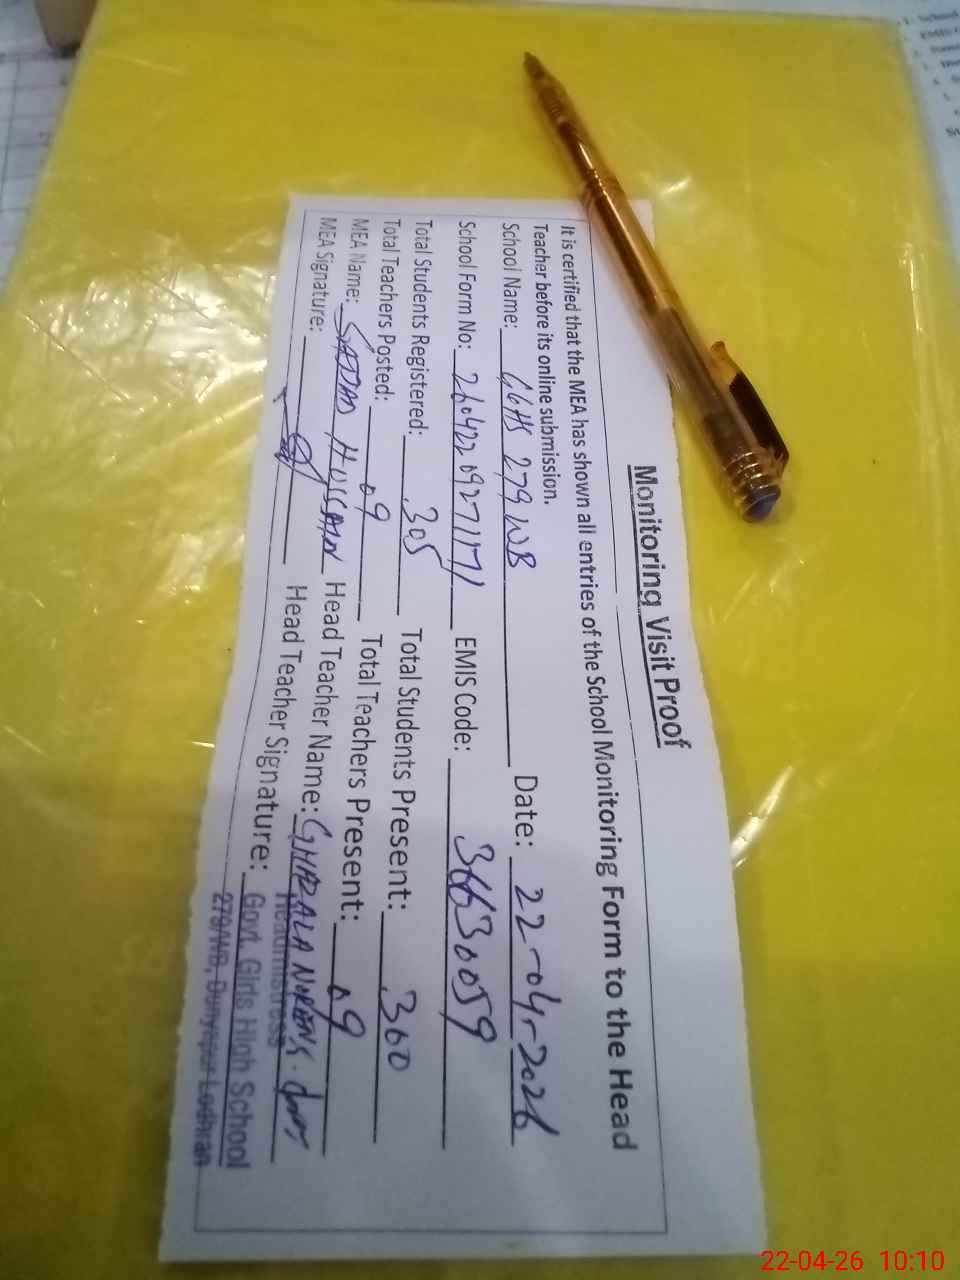 Monitoring Visit Proof
It is certified that the MEA has shown all entries of the School Monitoring Form to the Head
Teacher before its online submission.
School Name: GGHS 279 WB Date: 22-04-2026
School Form No: EMIS Code: 36630059
Total Students Registered: 305 Total Students Present: 300
Total Teachers Posted: 09 Total Teachers Present: 09
MEA Name: SAJJAD HUSSAIN Head Teacher Name:
MEA Signature: Head Teacher Signature:
Headmistress
Govt. Girls High School
279/WB, Dunyapur Lodhran
22-04-26 10:10